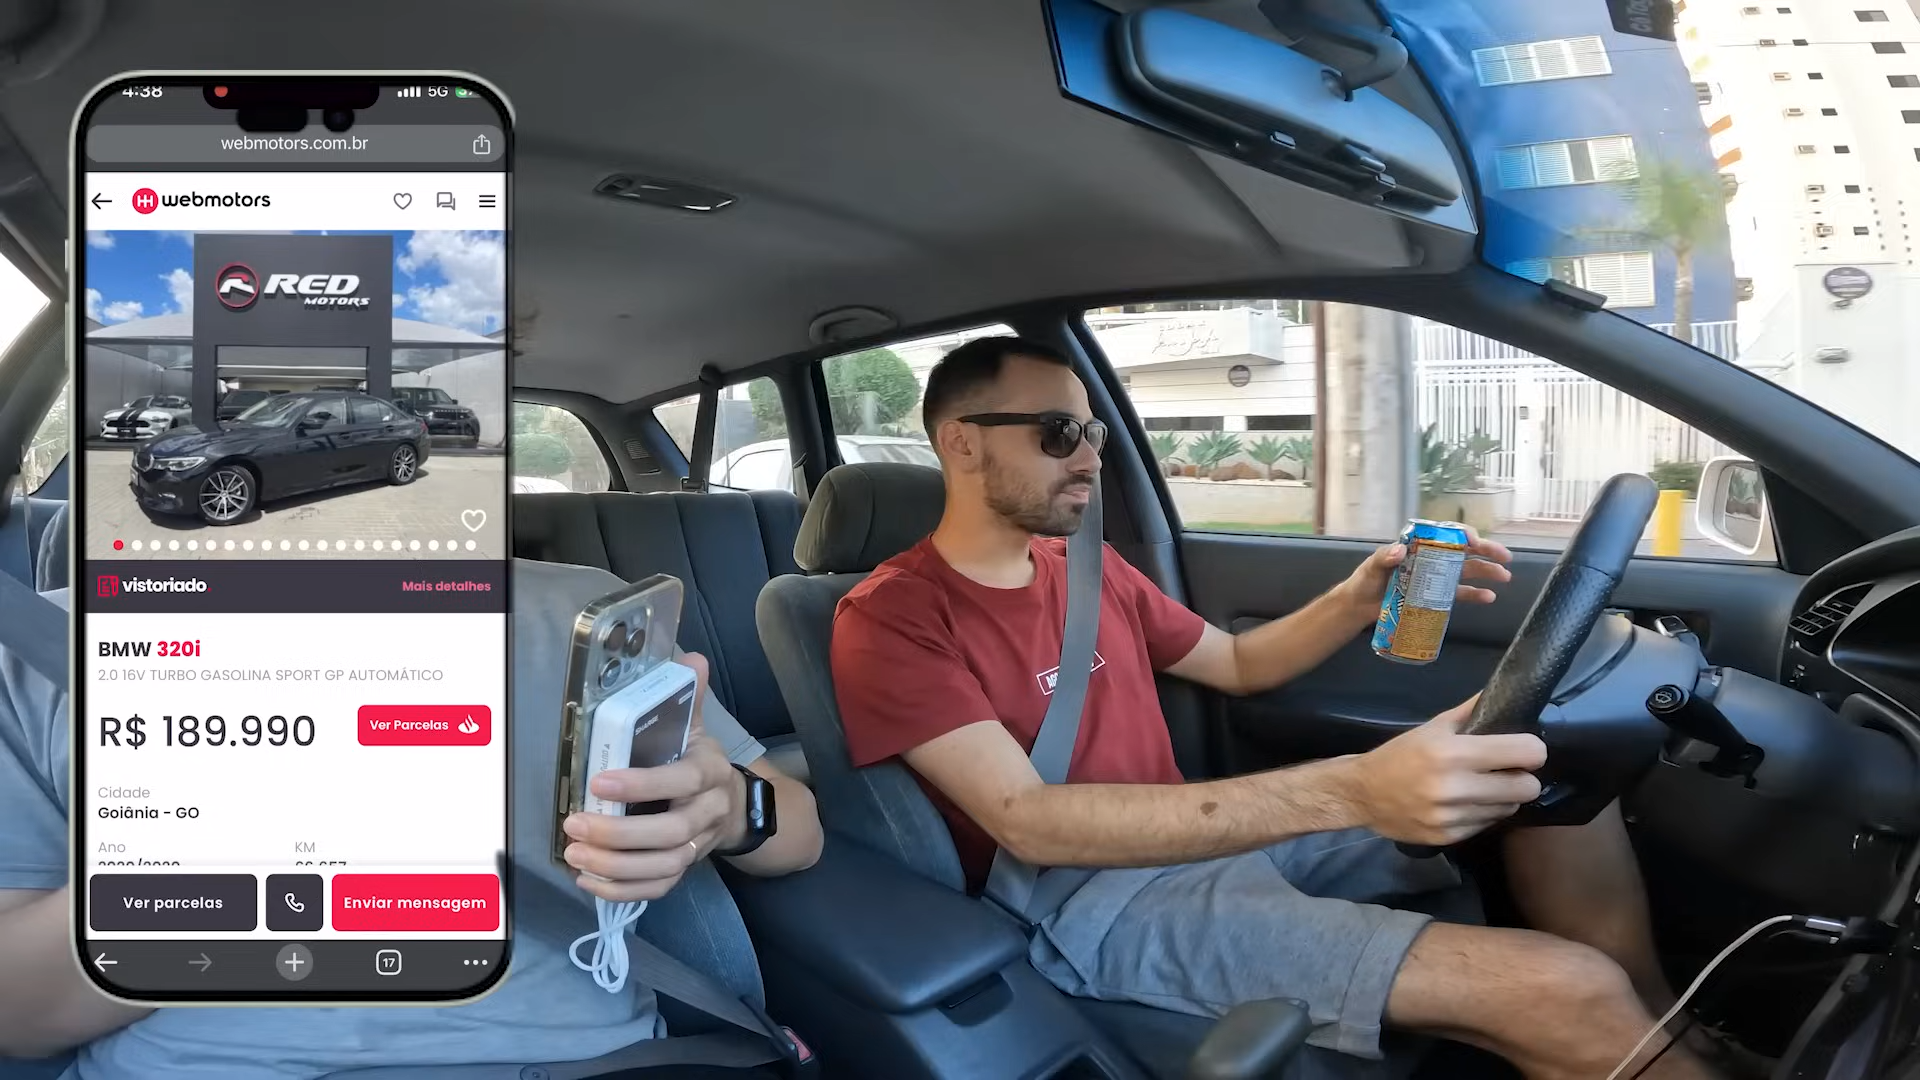 4:38
5G
webmotors.com.br
webmotors
RED
MOTORS
vistoriado
Mais detalhes
BMW 320i
2.0 16V TURBO GASOLINA SPORT GP AUTOMÁTICO
R$ 189.990
Ver Parcelas
Cidade
Goiânia - GO
Ano
KM
Ver parcelas
Enviar mensagem
17